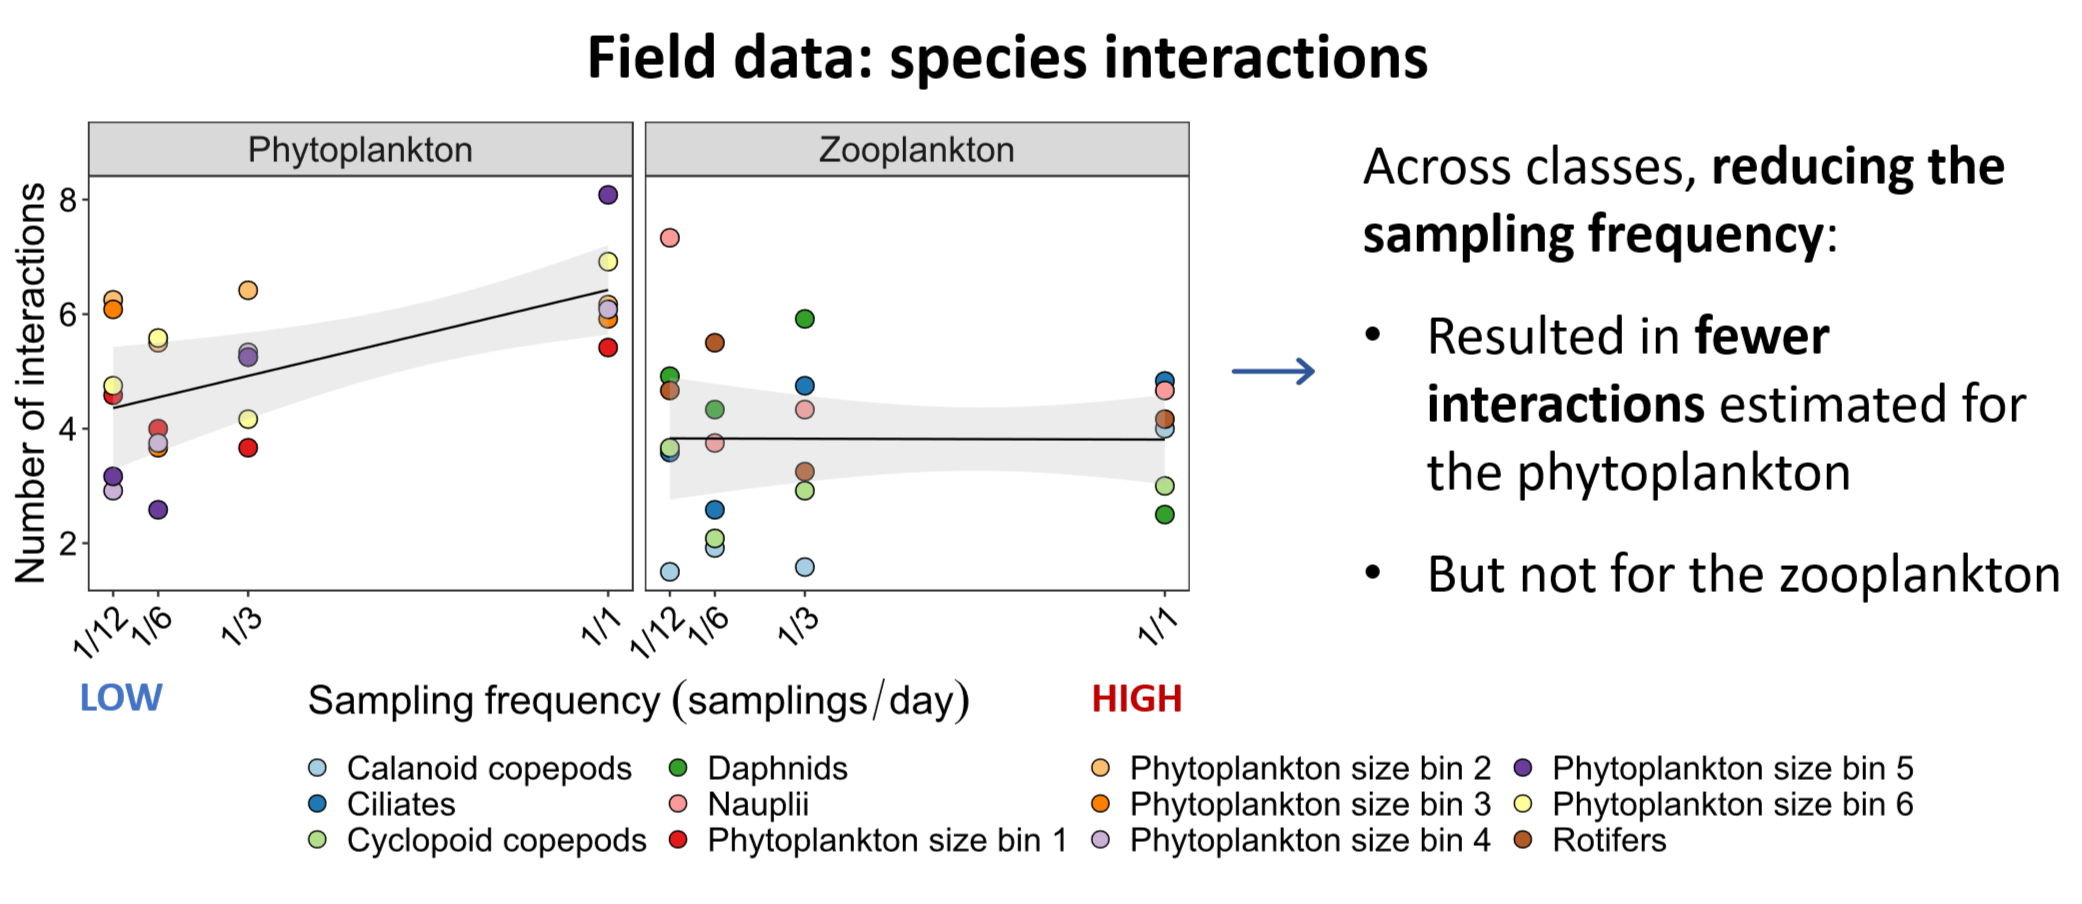 Field data: species interactions
Phytoplankton
Zooplankton
Number of interactions
8
6
4
2
1/12
1/6
1/3
1/1
1/12
1/6
1/3
1/1
LOW
Sampling frequency (samplings/day)
HIGH
Calanoid copepods
Ciliates
Cyclopoid copepods
Daphnids
Nauplii
Phytoplankton size bin 1
Phytoplankton size bin 2
Phytoplankton size bin 3
Phytoplankton size bin 4
Phytoplankton size bin 5
Phytoplankton size bin 6
Rotifers
Across classes, reducing the
sampling frequency:
• Resulted in fewer
interactions estimated for
the phytoplankton
• But not for the zooplankton